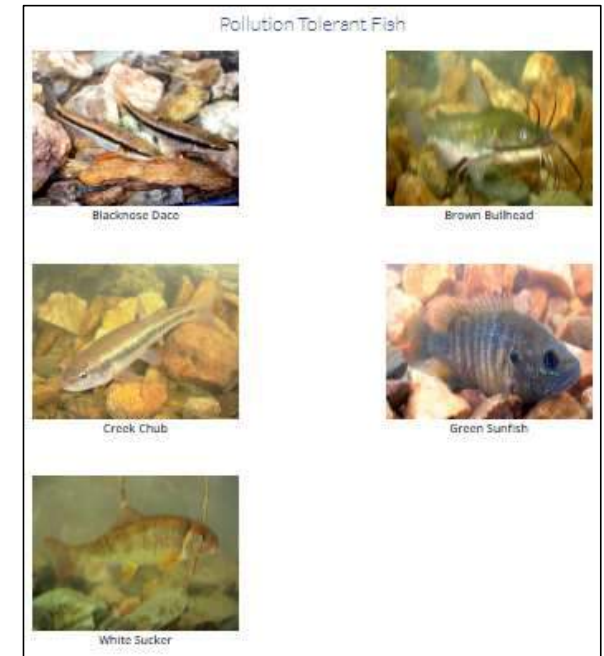 Pollution Tolerant Fish
Blacknose Dace
Brown Bullhead
Creek Chub
Green Sunfish
White Sucker